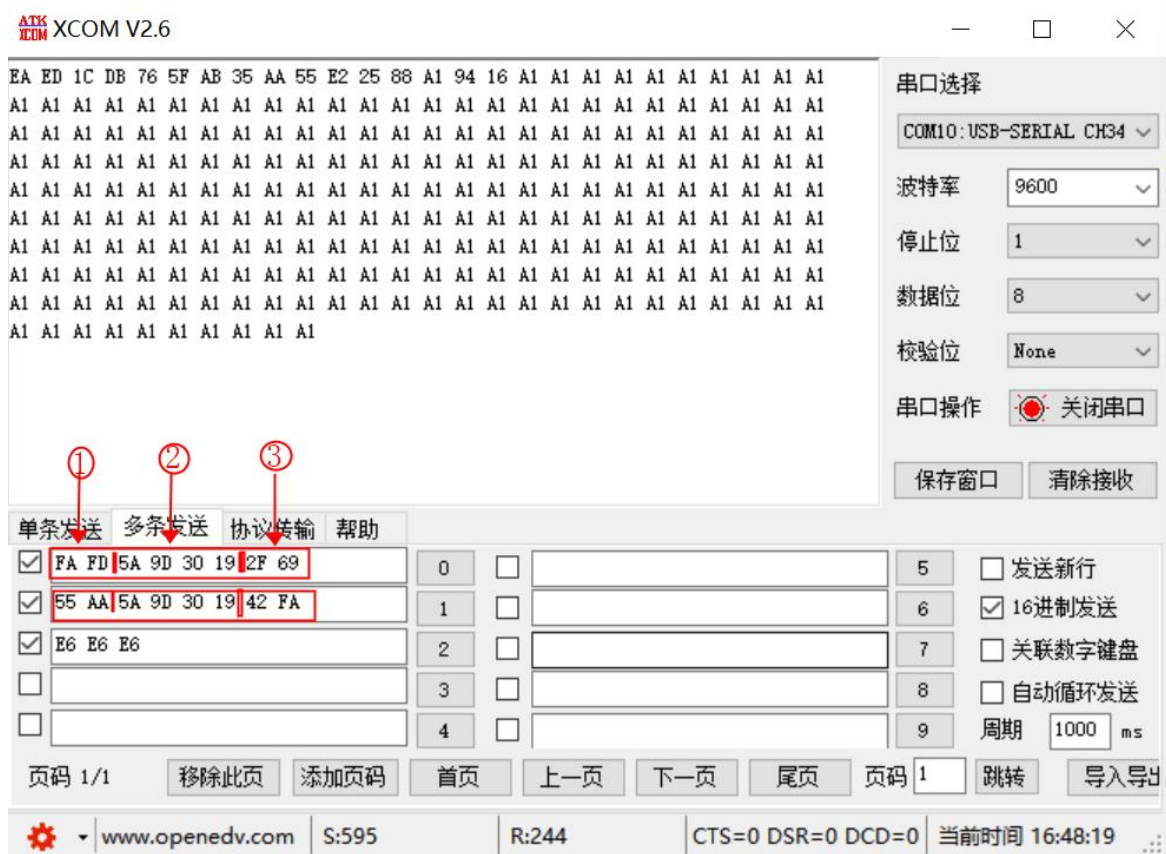 ATK XCOM XCOM V2.6
EA ED 1C DB 76 5F AB 35 AA 55 E2 25 88 A1 94 16 A1 A1 A1 A1 A1 A1 A1 A1 A1 A1
A1 A1 A1 A1 A1 A1 A1 A1 A1 A1 A1 A1 A1 A1 A1 A1 A1 A1 A1 A1 A1 A1 A1 A1 A1 A1
A1 A1 A1 A1 A1 A1 A1 A1 A1 A1 A1 A1 A1 A1 A1 A1 A1 A1 A1 A1 A1 A1 A1 A1 A1 A1
A1 A1 A1 A1 A1 A1 A1 A1 A1 A1 A1 A1 A1 A1 A1 A1 A1 A1 A1 A1 A1 A1 A1 A1 A1 A1
A1 A1 A1 A1 A1 A1 A1 A1 A1 A1 A1 A1 A1 A1 A1 A1 A1 A1 A1 A1 A1 A1 A1 A1 A1 A1
A1 A1 A1 A1 A1 A1 A1 A1 A1 A1 A1 A1 A1 A1 A1 A1 A1 A1 A1 A1 A1 A1 A1 A1 A1 A1
A1 A1 A1 A1 A1 A1 A1 A1 A1 A1 A1 A1 A1 A1 A1 A1 A1 A1 A1 A1 A1 A1 A1 A1 A1 A1
A1 A1 A1 A1 A1 A1 A1 A1 A1 A1 A1 A1 A1 A1 A1 A1 A1 A1 A1 A1 A1 A1 A1 A1 A1 A1
A1 A1 A1 A1 A1 A1 A1 A1 A1 A1 A1 A1 A1 A1 A1 A1 A1 A1 A1 A1 A1 A1 A1 A1 A1 A1
A1 A1 A1 A1 A1 A1 A1 A1 A1 A1
串口选择
COM10:USB-SERIAL CH34
波特率 9600
停止位 1
数据位 8
校验位 None
串口操作 关闭串口
保存窗口 清除接收
① ② ③
单条发送 多条发送 协议传输 帮助
FA FD 5A 9D 30 19 2F 69 0 5 发送新行
55 AA 5A 9D 30 19 42 FA 1 6 16进制发送
E6 E6 E6 2 7 关联数字键盘
3 8 自动循环发送
4 9 周期 1000 ms
页码 1/1 移除此页 添加页码 首页 上一页 下一页 尾页 页码 1 跳转 导入导出
www.openedv.com S:595 R:244 CTS=0 DSR=0 DCD=0 当前时间 16:48:19